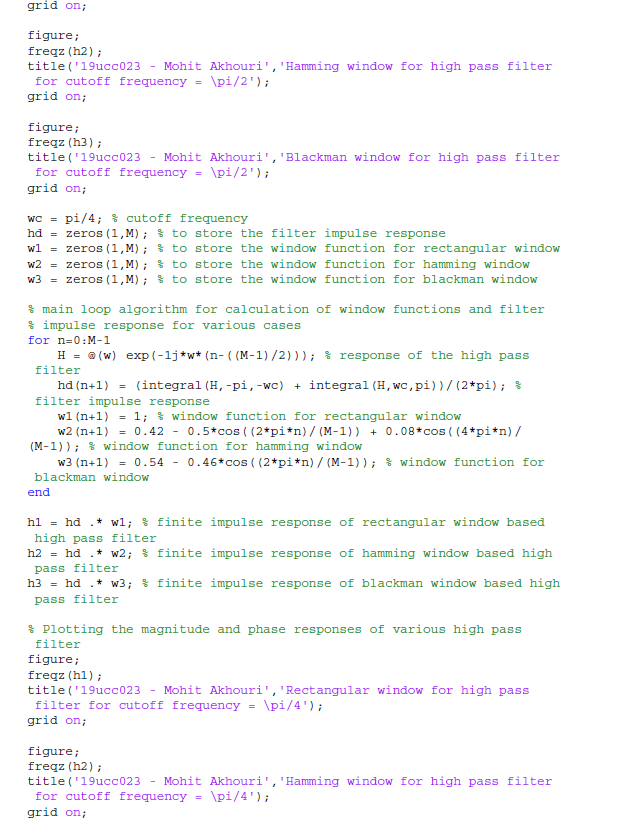 grid on;
figure;
freqz(h2);
title('19ucc023 - Mohit Akhouri','Hamming window for high pass filter
for cutoff frequency = \pi/2');
grid on;
figure;
freqz(h3);
title('19ucc023 - Mohit Akhouri','Blackman window for high pass filter
for cutoff frequency = \pi/2');
grid on;
wc = pi/4; % cutoff frequency
hd = zeros(1,M); % to store the filter impulse response
w1 = zeros(1,M); % to store the window function for rectangular window
w2 = zeros(1,M); % to store the window function for hamming window
w3 = zeros(1,M); % to store the window function for blackman window
% main loop algorithm for calculation of window functions and filter
% impulse response for various cases
for n=0:M-1
H = @(w) exp(-1j*w*(n-((M-1)/2))); % response of the high pass
filter
hd(n+1) = (integral(H,-pi,-wc) + integral(H,wc,pi))/(2*pi); %
filter impulse response
w1(n+1) = 1; % window function for rectangular window
w2(n+1) = 0.42 - 0.5*cos((2*pi*n)/(M-1)) + 0.08*cos((4*pi*n)/
(M-1)); % window function for hamming window
w3(n+1) = 0.54 - 0.46*cos((2*pi*n)/(M-1)); % window function for
blackman window
end
h1 = hd .* w1; % finite impulse response of rectangular window based
high pass filter
h2 = hd .* w2; % finite impulse response of hamming window based high
pass filter
h3 = hd .* w3; % finite impulse response of blackman window based high
pass filter
% Plotting the magnitude and phase responses of various high pass
filter
figure;
freqz(h1);
title('19ucc023 - Mohit Akhouri','Rectangular window for high pass
filter for cutoff frequency = \pi/4');
grid on;
figure;
freqz(h2);
title('19ucc023 - Mohit Akhouri','Hamming window for high pass filter
for cutoff frequency = \pi/4');
grid on;